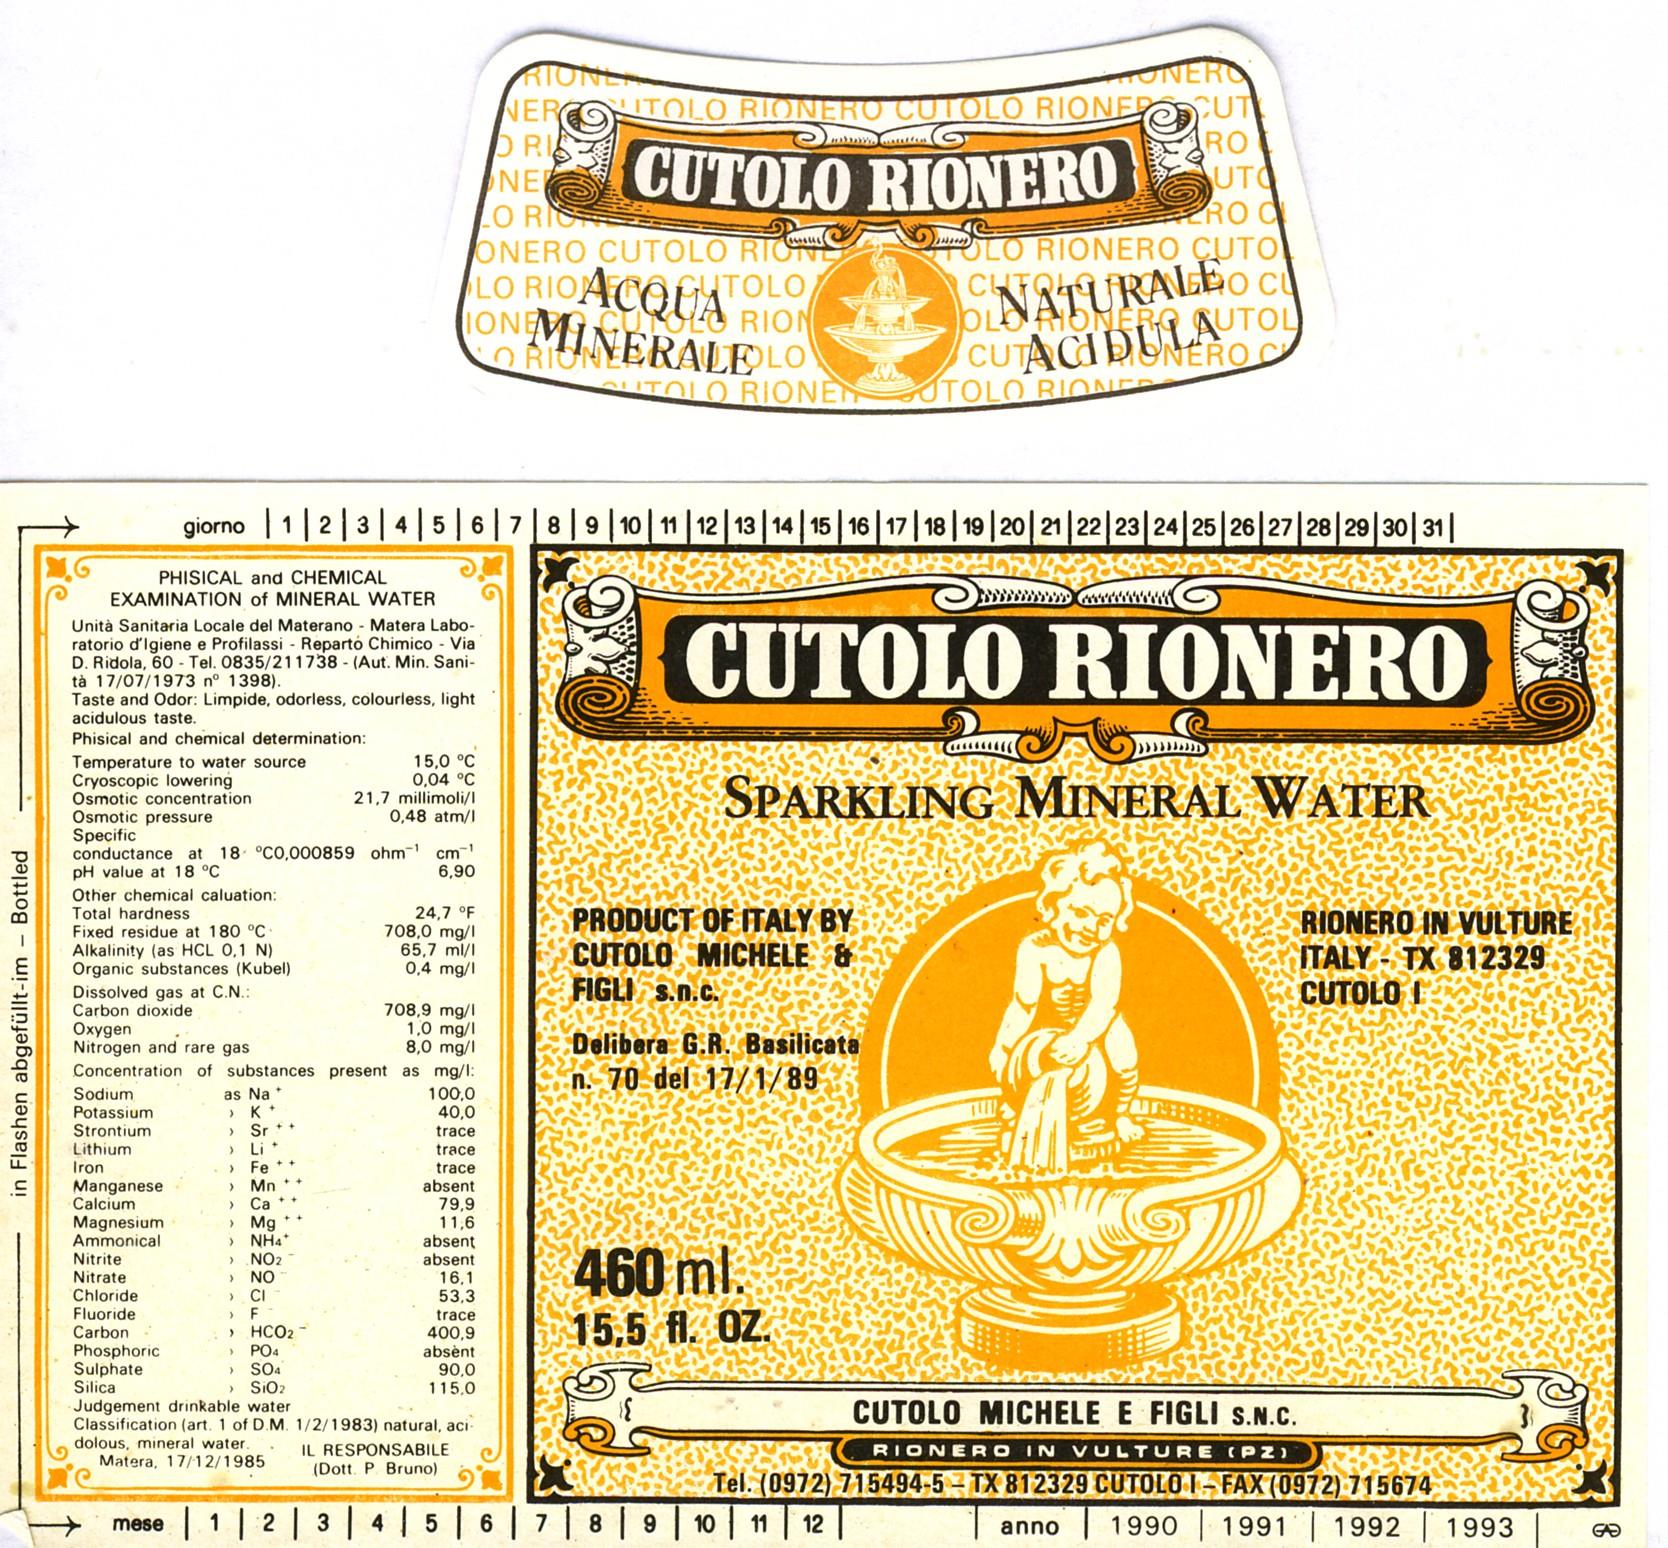 CUTOLO RIONERO
ACQUA
MINERALE
NATURALE
ACIDULA
giorno | 1 | 2 | 3 | 4 | 5 | 6 | 7 | 8 | 9 | 10 | 11 | 12 | 13 | 14 | 15 | 16 | 17 | 18 | 19 | 20 | 21 | 22 | 23 | 24 | 25 | 26 | 27 | 28 | 29 | 30 | 31 |
in Flashen abgefüllt-im – Bottled
PHISICAL and CHEMICAL
EXAMINATION of MINERAL WATER
Unità Sanitaria Locale del Materano - Matera Labo-
ratorio d'Igiene e Profilassi - Reparto Chimico - Via
D. Ridola, 60 - Tel. 0835/211738 - (Aut. Min. Sani-
tà 17/07/1973 nº 1398).
Taste and Odor: Limpide, odorless, colourless, light
acidulous taste.
Phisical and chemical determination:
Temperature to water source 15,0 ºC
Cryoscopic lowering 0,04 ºC
Osmotic concentration 21,7 millimoli/l
Osmotic pressure 0,48 atm/l
Specific
conductance at 18 ºC0,000859 ohm⁻¹ cm⁻¹
pH value at 18 ºC 6,90
Other chemical caluation:
Total hardness 24,7 ºF
Fixed residue at 180 ºC 708,0 mg/l
Alkalinity (as HCL 0,1 N) 65,7 ml/l
Organic substances (Kubel) 0,4 mg/l
Dissolved gas at C.N.:
Carbon dioxide 708,9 mg/l
Oxygen 1,0 mg/l
Nitrogen and rare gas 8,0 mg/l
Concentration of substances present as mg/l:
Sodium as Na⁺ 100,0
Potassium › K⁺ 40,0
Strontium › Sr⁺⁺ trace
Lithium › Li⁺ trace
Iron › Fe⁺⁺ trace
Manganese › Mn⁺⁺ absent
Calcium › Ca⁺⁺ 79,9
Magnesium › Mg⁺⁺ 11,6
Ammonical › NH₄⁺ absent
Nitrite › NO₂⁻ absent
Nitrate › NO⁻ 16,1
Chloride › Cl⁻ 53,3
Fluoride › F⁻ trace
Carbon › HCO₂⁻ 400,9
Phosphoric › PO₄ absènt
Sulphate › SO₄ 90,0
Silica › SiO₂ 115,0
Judgement drinkable water
Classification (art. 1 of D.M. 1/2/1983) natural, aci-
dolous, mineral water.
Matera, 17/12/1985
IL RESPONSABILE
(Dott. P. Bruno)
CUTOLO RIONERO
SPARKLING MINERAL WATER
PRODUCT OF ITALY BY
CUTOLO MICHELE &
FIGLI s.n.c.
Delibera G.R. Basilicata
n. 70 del 17/1/89
RIONERO IN VULTURE
ITALY - TX 812329
CUTOLO I
460 ml.
15,5 fl. OZ.
CUTOLO MICHELE E FIGLI S.N.C.
RIONERO IN VULTURE (PZ)
Tel. (0972) 715494-5 – TX 812329 CUTOLO I – FAX (0972) 715674
mese | 1 | 2 | 3 | 4 | 5 | 6 | 7 | 8 | 9 | 10 | 11 | 12 | | anno | 1990 | 1991 | 1992 | 1993 |